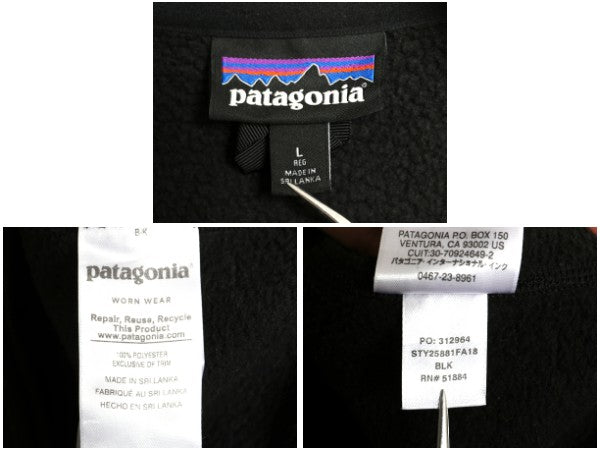 patagonia®
L
REG
MADE IN
SRI LANKA
BLK
patagonia®
WORN WEAR
Repair, Reuse, Recycle
This Product
www.patagonia.com
100% POLYESTER
EXCLUSIVE OF TRIM
MADE IN SRI LANKA
FABRIQUÉ AU SRI LANKA
HECHO EN SRI LANKA
PATAGONIA P.O. BOX 150
VENTURA, CA 93002 US
CUIT:30-70924649-2
パタゴニア・インターナショナル・インク
0467-23-8961
PO: 312964
STY25881FA18
BLK
RN# 51884